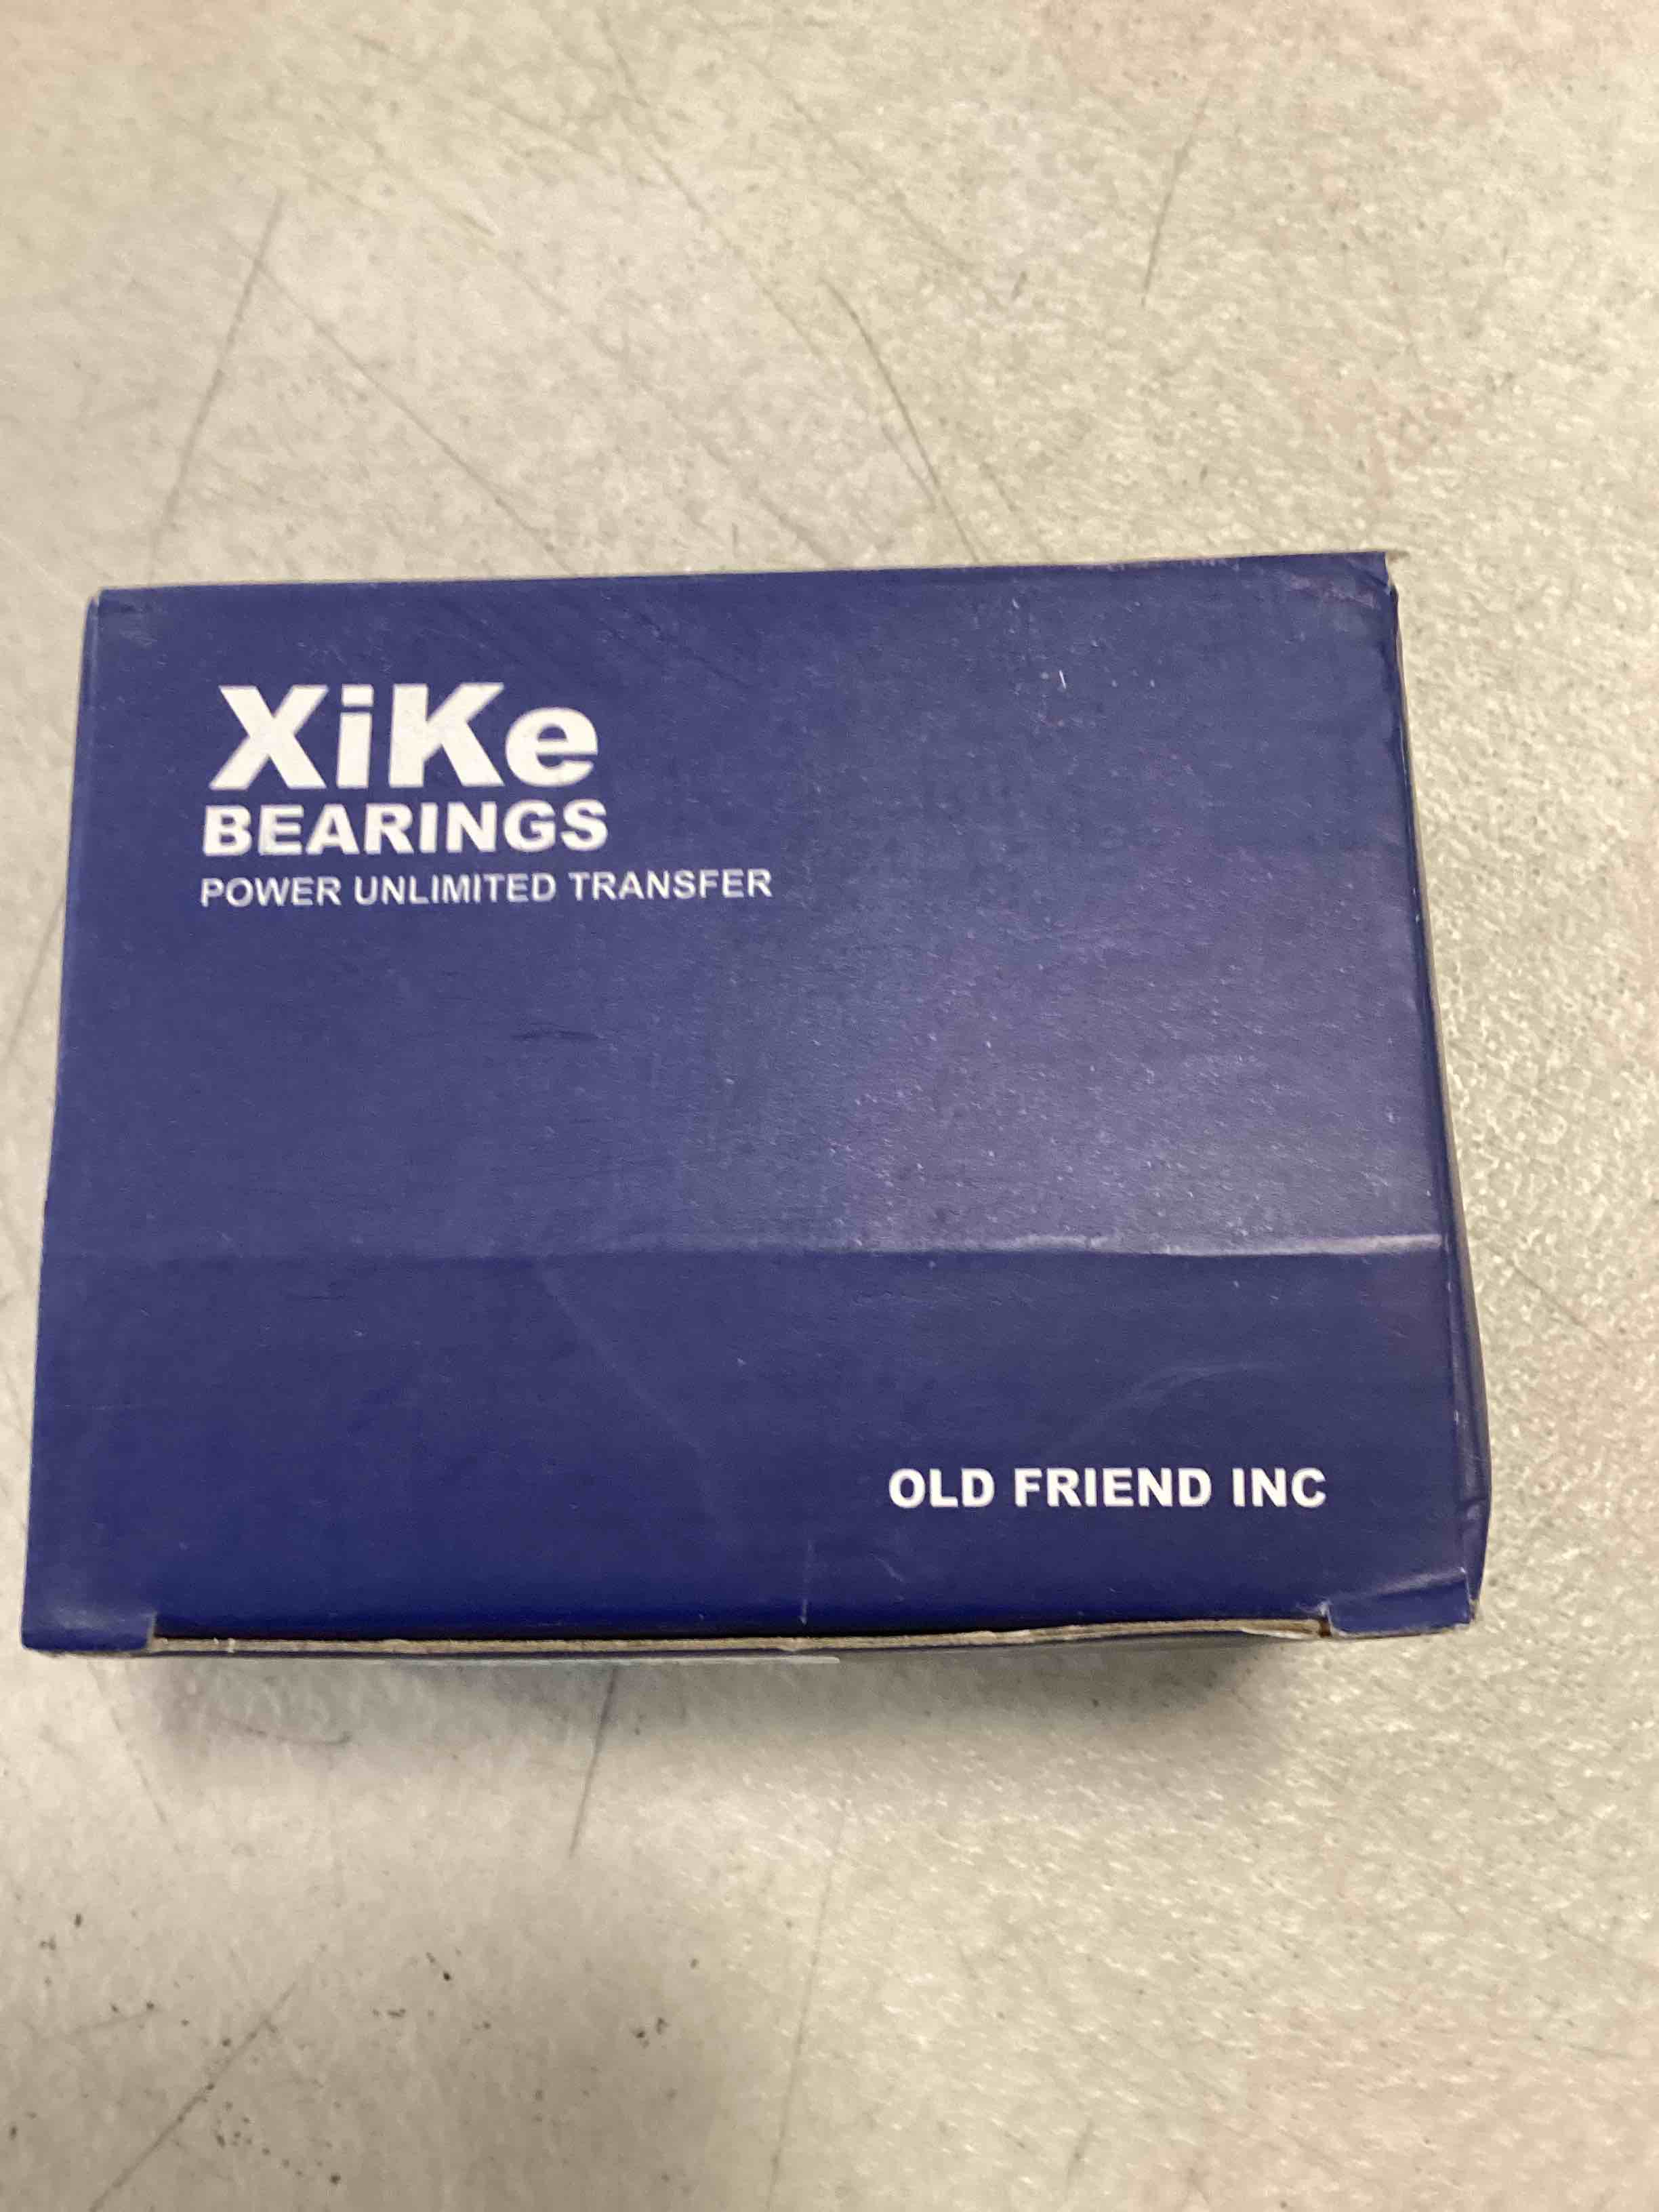 XiKe
BEARINGS
POWER UNLIMITED TRANSFER
OLD FRIEND INC